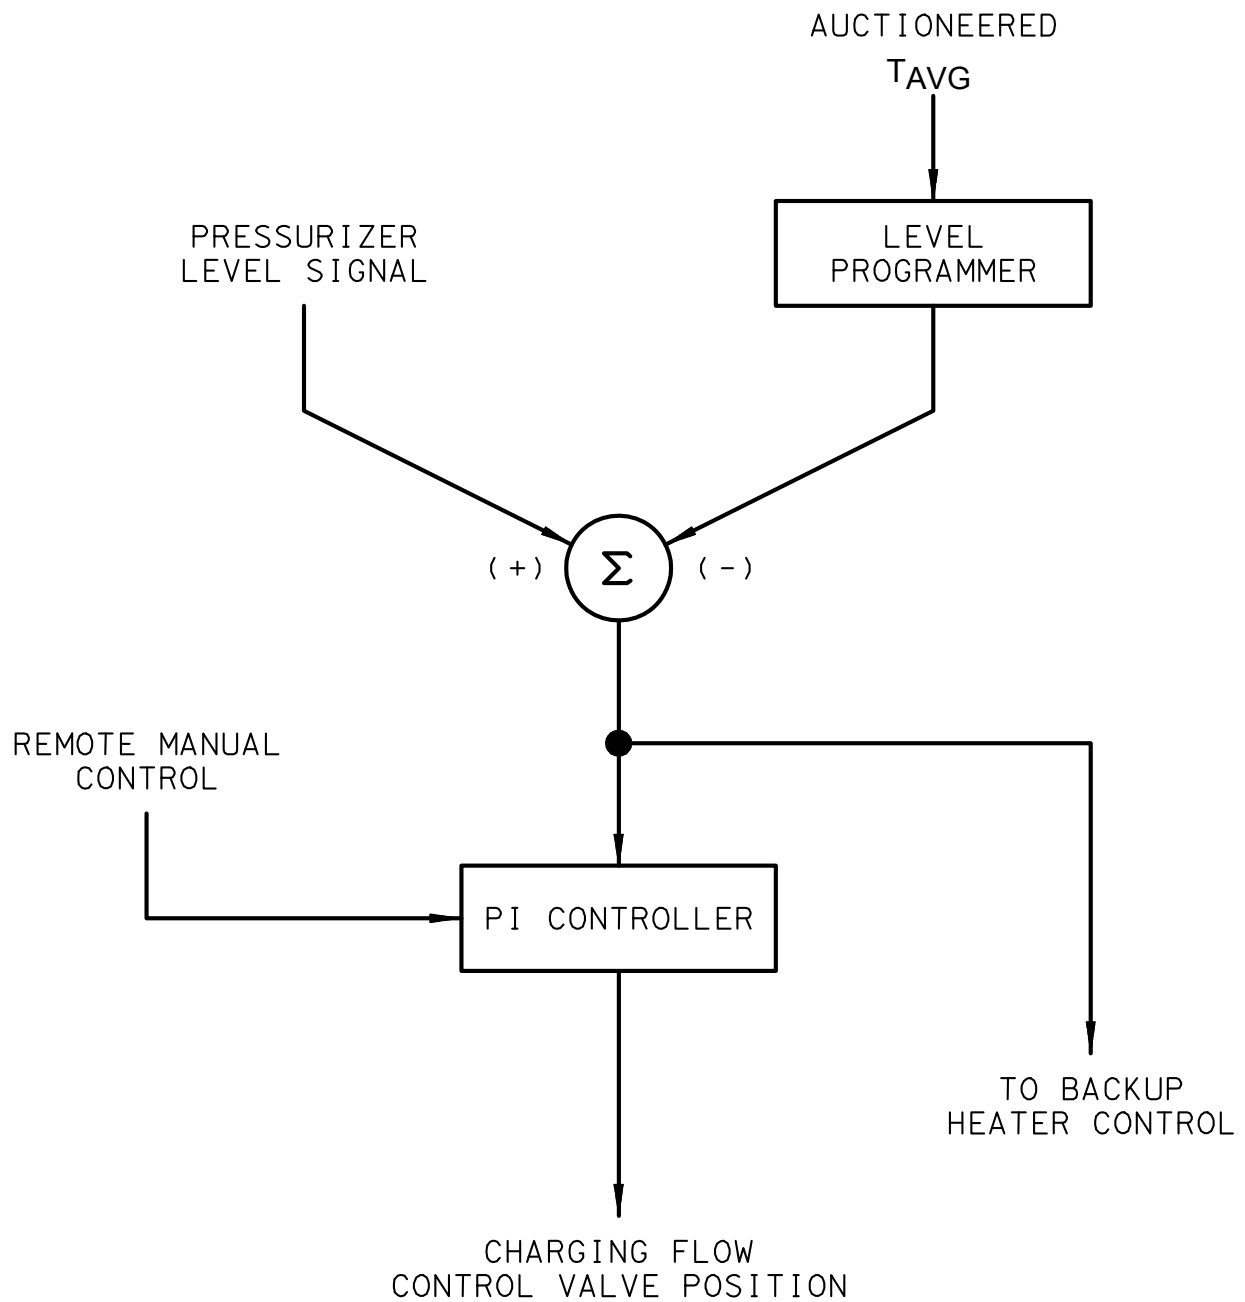 AUCTIONEERED
TAVG
LEVEL
PROGRAMMER
PRESSURIZER
LEVEL SIGNAL
(+)
Σ
(-)
REMOTE MANUAL
CONTROL
PI CONTROLLER
TO BACKUP
HEATER CONTROL
CHARGING FLOW
CONTROL VALVE POSITION